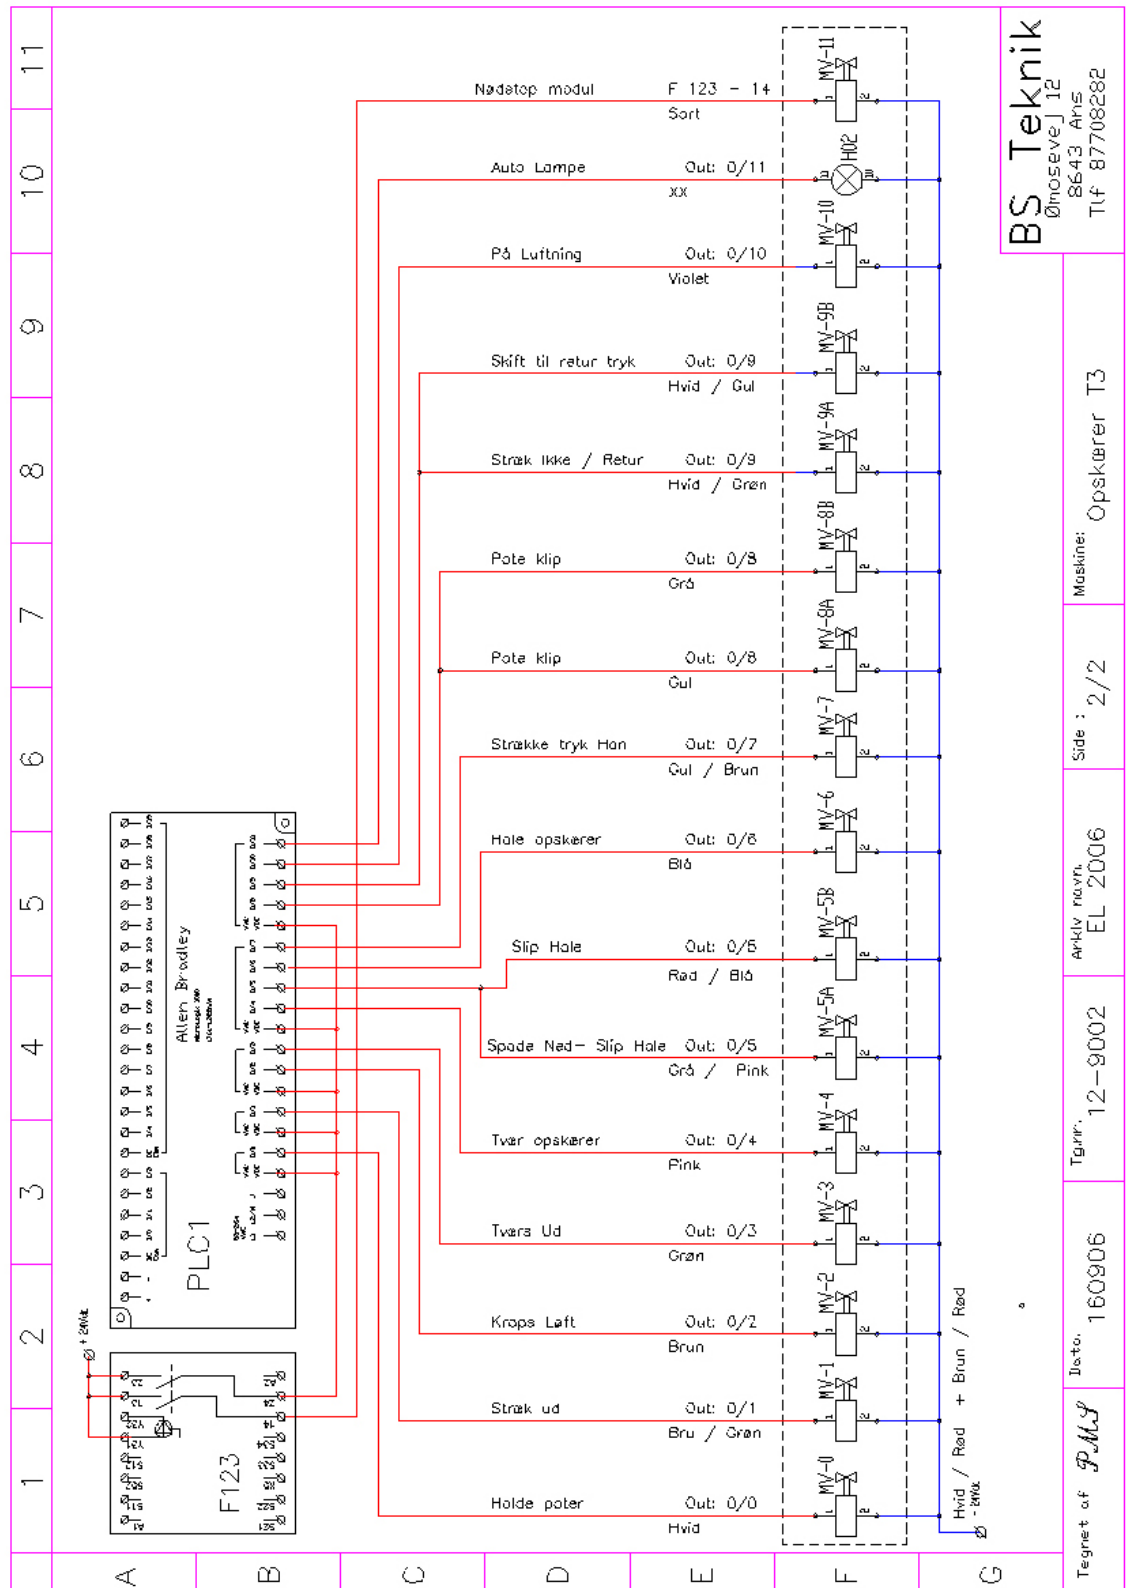 11
10
9
8
7
6
5
4
3
2
1
A
B
C
D
E
F
G
BS Teknik
Ømosevej 12
8643 Ans
Tlf 87708282
Maskine: Opskærer T3
Side : 2/2
Arkiv navn. EL 2006
Tg.nr. 12-9002
Dato. 160906
Tegnet af PMS
Nødstop modul F 123 - 14
Sort
MV-11
Auto Lampe Out: 0/11
XX
H02
På Luftning Out: 0/10
Violet
MV-10
Skift til retur tryk Out: 0/9
Hvid / Gul
MV-9B
Stræk Ikke / Retur Out: 0/9
Hvid / Grøn
MV-9A
Pote klip Out: 0/8
Grå
MV-8B
Pote klip Out: 0/8
Gul
MV-8A
Strække tryk Han Out: 0/7
Gul / Brun
MV-7
Hale opskærer Out: 0/6
Blå
MV-6
Slip Hale Out: 0/5
Rød / Blå
MV-5B
Spade Ned- Slip Hale Out: 0/5
Grå / Pink
MV-5A
Tvær opskærer Out: 0/4
Pink
MV-4
Tværs Ud Out: 0/3
Grøn
MV-3
Krops Løft Out: 0/2
Brun
MV-2
Stræk ud Out: 0/1
Bru / Grøn
MV-1
Holde poter Out: 0/0
Hvid
MV-0
Hvid / Rød + Brun / Rød
- 24Vdc
+ 24Vdc
Allen Bradley
PLC1
F123